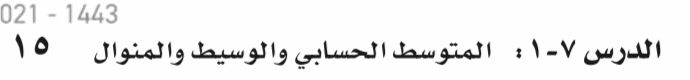 021 - 1443
الدرس ٧-١ : المتوسط الحسابي والوسيط والمنوال ١٥